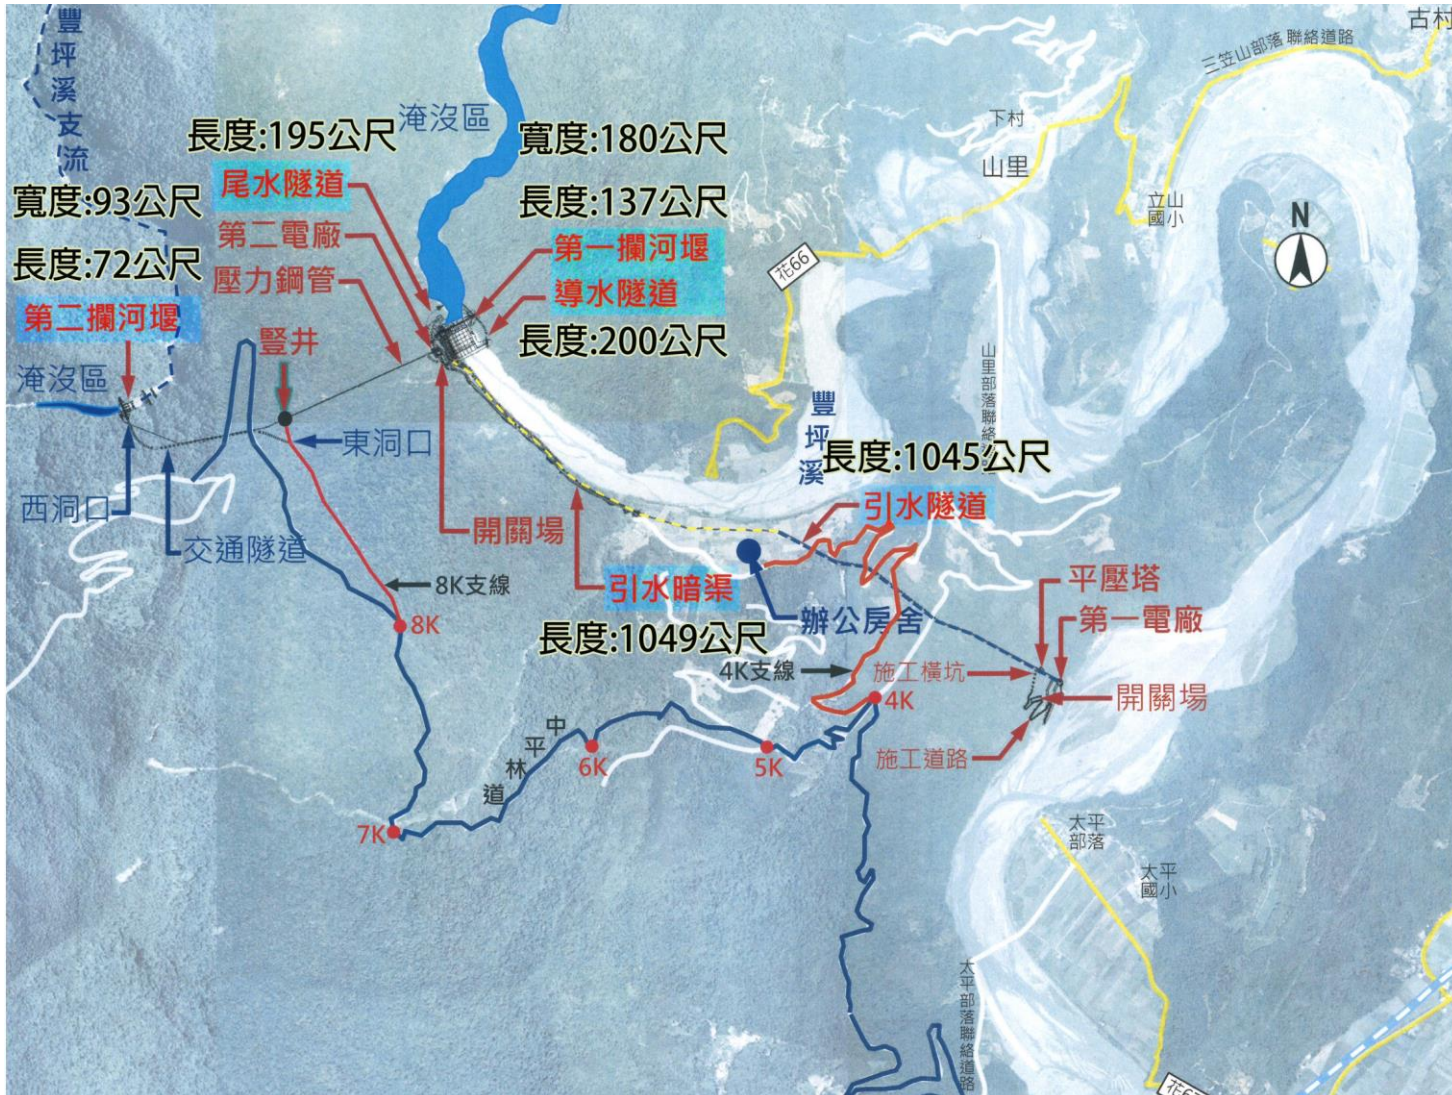 豐坪溪支流
寬度:93公尺
長度:72公尺
第二攔河堰
淹沒區
西洞口
交通隧道
長度:195公尺
尾水隧道
第二電廠
壓力鋼管
豎井
東洞口
淹沒區
寬度:180公尺
長度:137公尺
第一攔河堰
導水隧道
長度:200公尺
開關場
引水暗渠
長度:1049公尺
8K支線
8K
7K
中平林道
6K
5K
4K
4K支線
辦公房舍
豐坪溪
長度:1045公尺
引水隧道
平壓塔
第一電廠
施工橫坑
開關場
施工道路
花66
下村
山里
立山
國小
三笠山部落聯絡道路
古村
N
山里部落聯絡
太平
部落
太平
國小
太平部落聯絡道路